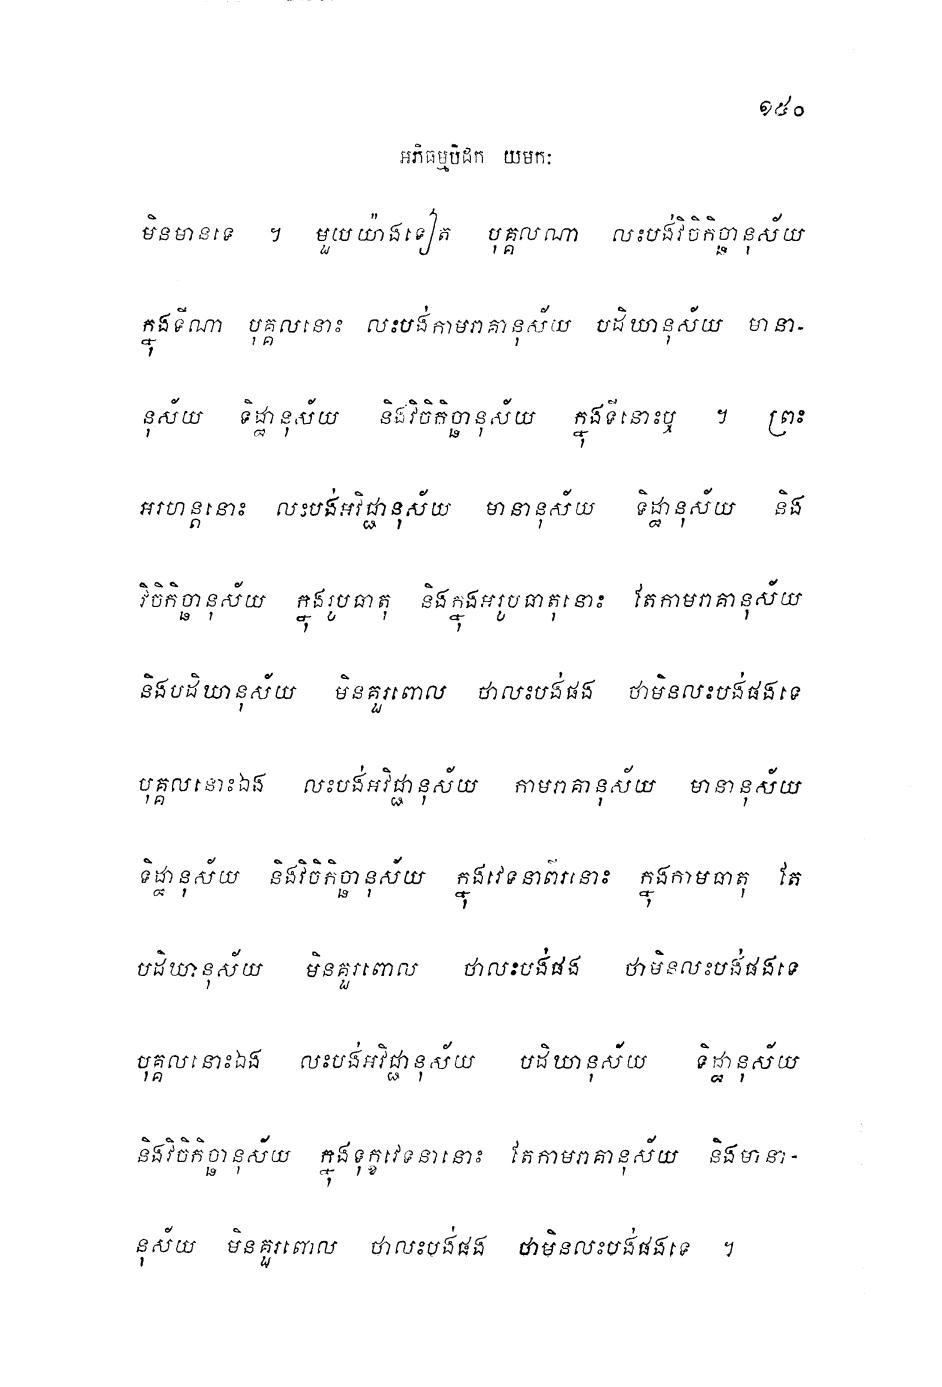 ១៥០
អភិធម្មបិដក យមកៈ
មិនមានទេ ។ មួយយ៉ាងទៀត បុគ្គលណា លះបង់វិចិកិច្ឆានុស័យ
ក្នុងទីណា បុគ្គលនោះ លះបង់កាមរាគានុស័យ បដិឃានុស័យ មានា-
នុស័យ ទិដ្ឋានុស័យ និងវិចិកិច្ឆានុស័យ ក្នុងទីនោះឬ ។ ព្រះ
អរហន្តនោះ លះបង់អវិជ្ជានុស័យ មានានុស័យ ទិដ្ឋានុស័យ និង
វិចិកិច្ឆានុស័យ ក្នុងរូបធាតុ និងក្នុងអរូបធាតុនោះ តែកាមរាគានុស័យ
និងបដិឃានុស័យ មិនគួរពោល ថាលះបង់ផង ថាមិនលះបង់ផងទេ
បុគ្គលនោះឯង លះបង់អវិជ្ជានុស័យ កាមរាគានុស័យ មានានុស័យ
ទិដ្ឋានុស័យ និងវិចិកិច្ឆានុស័យ ក្នុងវេទនាពីរនោះ ក្នុងកាមធាតុ តែ
បដិឃានុស័យ មិនគួរពោល ថាលះបង់ផង ថាមិនលះបង់ផងទេ
បុគ្គលនោះឯង លះបង់អវិជ្ជានុស័យ បដិឃានុស័យ ទិដ្ឋានុស័យ
និងវិចិកិច្ឆានុស័យ ក្នុងទុក្ខវេទនានោះ តែកាមរាគានុស័យ និងមានា-
នុស័យ មិនគួរពោល ថាលះបង់ផង ថាមិនលះបង់ផងទេ ។